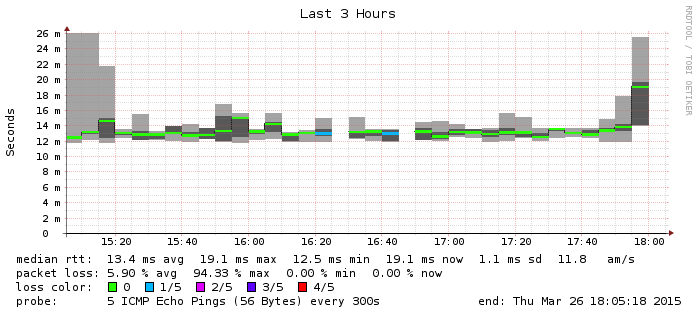 Last 3 Hours
RRDTOOL / TOBI OETIKER
Seconds
26 m
24 m
22 m
20 m
18 m
16 m
14 m
12 m
10 m
8 m
6 m
4 m
2 m
0
15:20 15:40 16:00 16:20 16:40 17:00 17:20 17:40 18:00
median rtt: 13.4 ms avg 19.1 ms max 12.5 ms min 19.1 ms now 1.1 ms sd 11.8 am/s
packet loss: 5.90 % avg 94.33 % max 0.00 % min 0.00 % now
loss color: 0 1/5 2/5 3/5 4/5
probe: 5 ICMP Echo Pings (56 Bytes) every 300s end: Thu Mar 26 18:05:18 2015